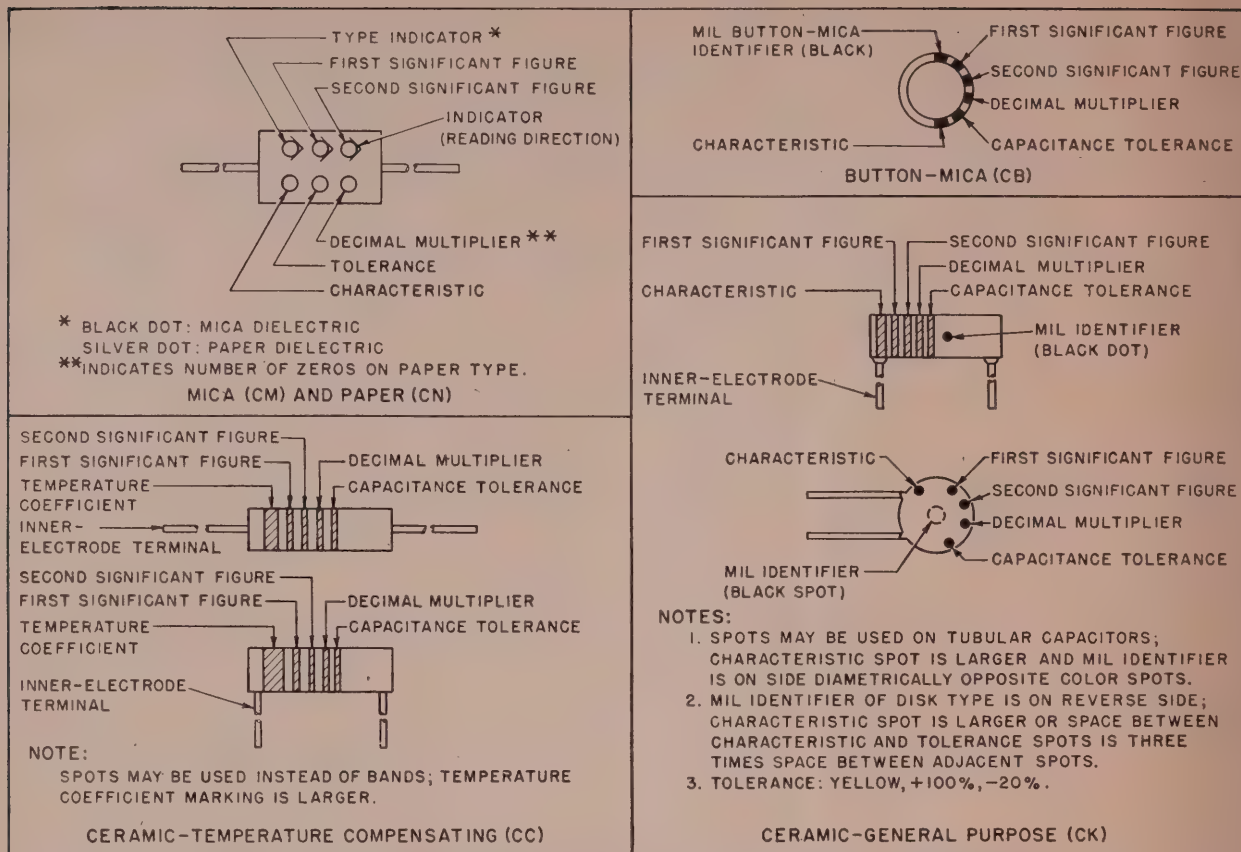 TYPE INDICATOR *
FIRST SIGNIFICANT FIGURE
SECOND SIGNIFICANT FIGURE
INDICATOR
(READING DIRECTION)
DECIMAL MULTIPLIER **
TOLERANCE
CHARACTERISTIC
* BLACK DOT: MICA DIELECTRIC
SILVER DOT: PAPER DIELECTRIC
** INDICATES NUMBER OF ZEROS ON PAPER TYPE.
MICA (CM) AND PAPER (CN)
MIL BUTTON-MICA
IDENTIFIER (BLACK)
FIRST SIGNIFICANT FIGURE
SECOND SIGNIFICANT FIGURE
DECIMAL MULTIPLIER
CAPACITANCE TOLERANCE
CHARACTERISTIC
BUTTON-MICA (CB)
SECOND SIGNIFICANT FIGURE
FIRST SIGNIFICANT FIGURE
TEMPERATURE
COEFFICIENT
INNER-
ELECTRODE TERMINAL
DECIMAL MULTIPLIER
CAPACITANCE TOLERANCE
SECOND SIGNIFICANT FIGURE
FIRST SIGNIFICANT FIGURE
TEMPERATURE
COEFFICIENT
INNER-ELECTRODE
TERMINAL
DECIMAL MULTIPLIER
CAPACITANCE TOLERANCE
NOTE:
SPOTS MAY BE USED INSTEAD OF BANDS; TEMPERATURE
COEFFICIENT MARKING IS LARGER.
CERAMIC-TEMPERATURE COMPENSATING (CC)
FIRST SIGNIFICANT FIGURE
SECOND SIGNIFICANT FIGURE
DECIMAL MULTIPLIER
CHARACTERISTIC
CAPACITANCE TOLERANCE
MIL IDENTIFIER
(BLACK DOT)
INNER-ELECTRODE
TERMINAL
CHARACTERISTIC
FIRST SIGNIFICANT FIGURE
SECOND SIGNIFICANT FIGURE
DECIMAL MULTIPLIER
CAPACITANCE TOLERANCE
MIL IDENTIFIER
(BLACK SPOT)
NOTES:
1. SPOTS MAY BE USED ON TUBULAR CAPACITORS;
CHARACTERISTIC SPOT IS LARGER AND MIL IDENTIFIER
IS ON SIDE DIAMETRICALLY OPPOSITE COLOR SPOTS.
2. MIL IDENTIFIER OF DISK TYPE IS ON REVERSE SIDE;
CHARACTERISTIC SPOT IS LARGER OR SPACE BETWEEN
CHARACTERISTIC AND TOLERANCE SPOTS IS THREE
TIMES SPACE BETWEEN ADJACENT SPOTS.
3. TOLERANCE: YELLOW, +100%, -20%.
CERAMIC-GENERAL PURPOSE (CK)